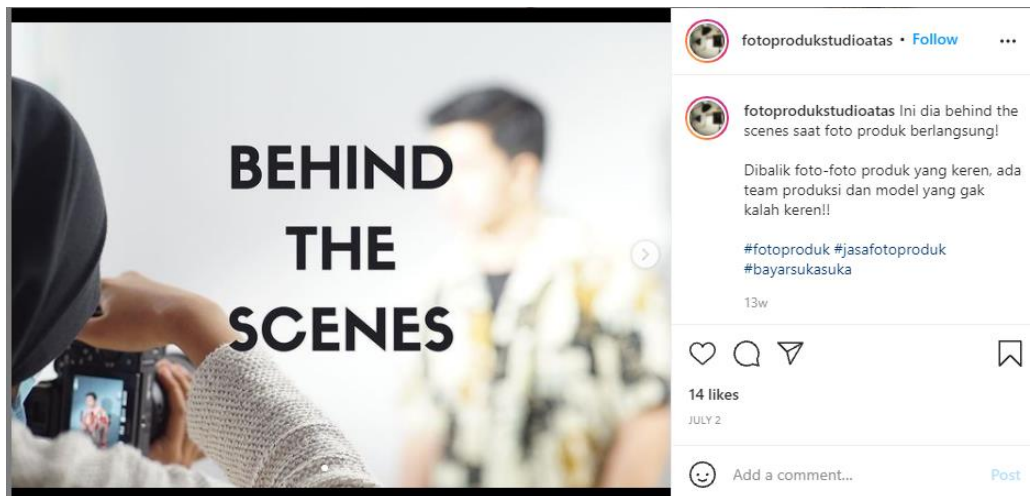 BEHIND
THE
SCENES
fotoprodukstudioatas • Follow
fotoprodukstudioatas Ini dia behind the
scenes saat foto produk berlangsung!
Dibalik foto-foto produk yang keren, ada
team produksi dan model yang gak
kalah keren!!
#fotoproduk #jasafotoproduk
#bayarsukasuka
13w
14 likes
JULY 2
Add a comment... Post